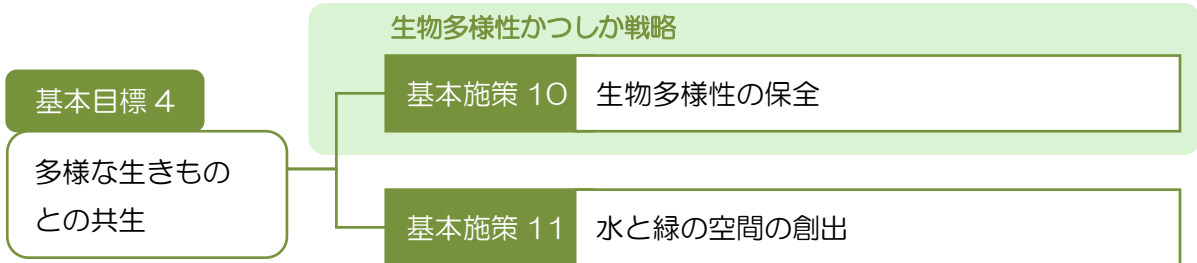 生物多様性かつしか戦略
基本施策 10 生物多様性の保全
基本目標 4
多様な生きもの
との共生
基本施策 11 水と緑の空間の創出